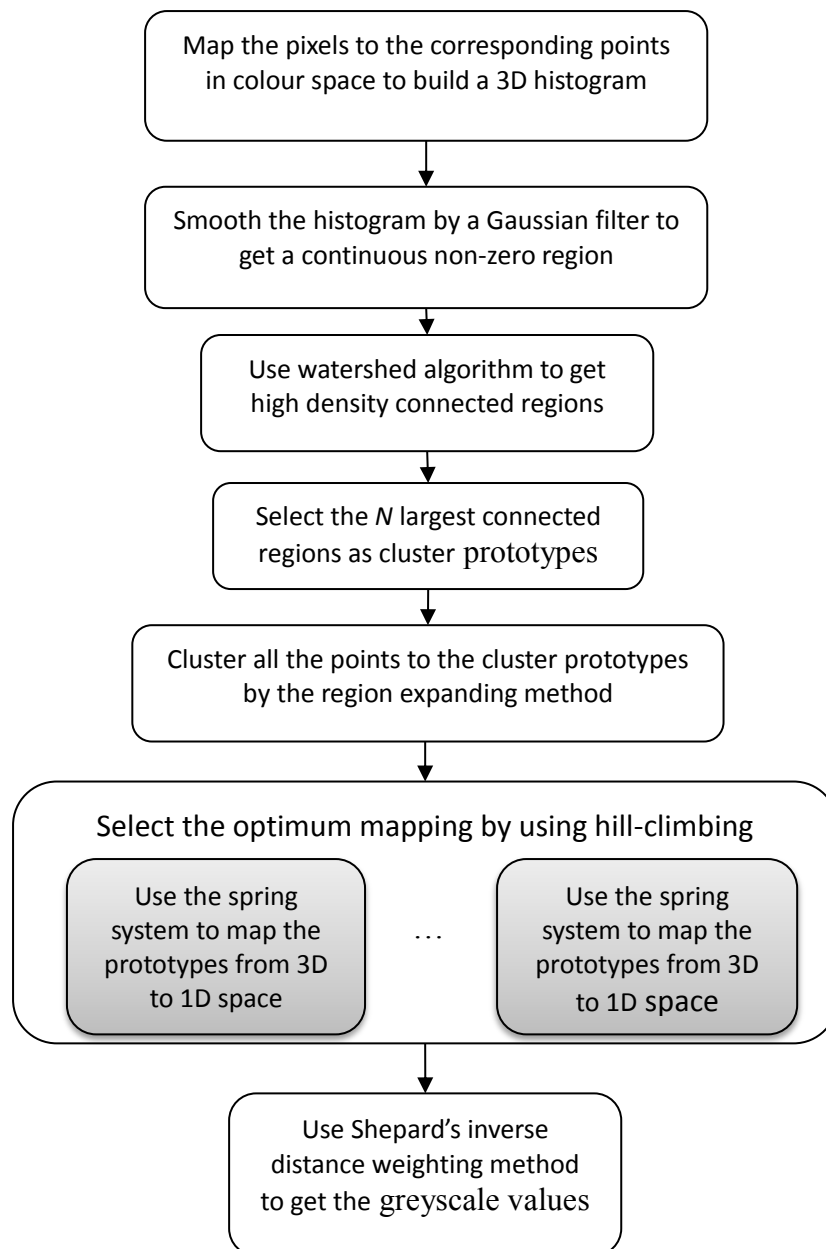 Map the pixels to the corresponding points
in colour space to build a 3D histogram
Smooth the histogram by a Gaussian filter to
get a continuous non-zero region
Use watershed algorithm to get
high density connected regions
Select the N largest connected
regions as cluster prototypes
Cluster all the points to the cluster prototypes
by the region expanding method
Select the optimum mapping by using hill-climbing
Use the spring
system to map the
prototypes from 3D
to 1D space
...
Use the spring
system to map the
prototypes from 3D
to 1D space
Use Shepard’s inverse
distance weighting method
to get the greyscale values